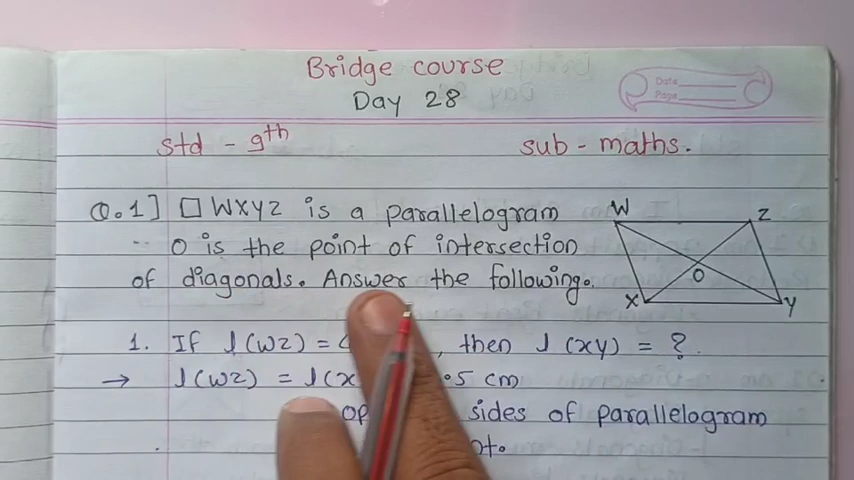 Bridge course
Day 28
Date
Page
std - 9th
sub - maths.
Q.1] □ WXYZ is a parallelogram
O is the point of intersection
of diagonals. Answer the following.
W
Z
O
X
Y
1. If l(WZ) = , then l(XY) = ?
→ l(WZ) = l(X .5 cm
sides of parallelogram